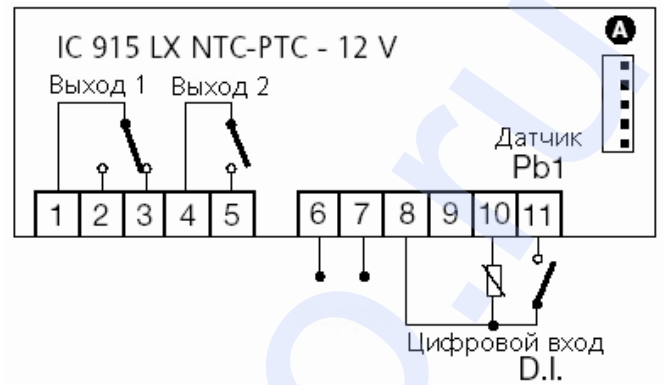 IC 915 LX NTC-PTC - 12 V
A
Выход 1 Выход 2
Датчик
Pb1
1 2 3 4 5 6 7 8 9 10 11
Цифровой вход
D.I.